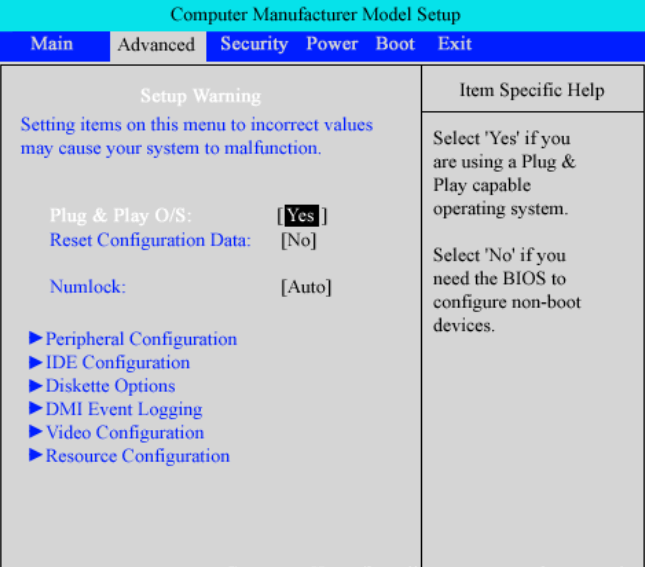 Computer Manufacturer Model Setup
Main Advanced Security Power Boot Exit
Setup Warning
Setting items on this menu to incorrect values
may cause your system to malfunction.
Plug & Play O/S: [Yes ]
Reset Configuration Data: [No]
Numlock: [Auto]
►Peripheral Configuration
►IDE Configuration
►Diskette Options
►DMI Event Logging
►Video Configuration
►Resource Configuration
Item Specific Help
Select 'Yes' if you
are using a Plug &
Play capable
operating system.
Select 'No' if you
need the BIOS to
configure non-boot
devices.